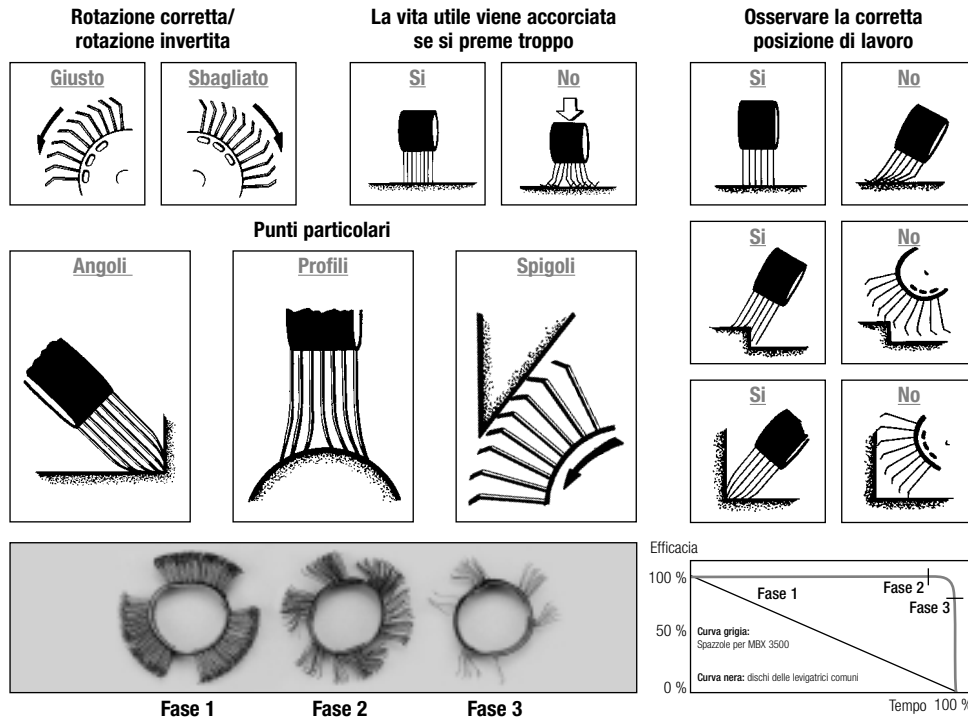 Rotazione corretta/
rotazione invertita
Giusto
Sbagliato
La vita utile viene accorciata
se si preme troppo
Si
No
Osservare la corretta
posizione di lavoro
Si
No
Si
No
Si
No
Punti particolari
Angoli
Profili
Spigoli
Fase 1
Fase 2
Fase 3
Efficacia
100 %
50 %
0 %
Fase 1
Fase 2
Fase 3
Curva grigia:
Spazzole per MBX 3500
Curva nera: dischi delle levigatrici comuni
Tempo 100 %